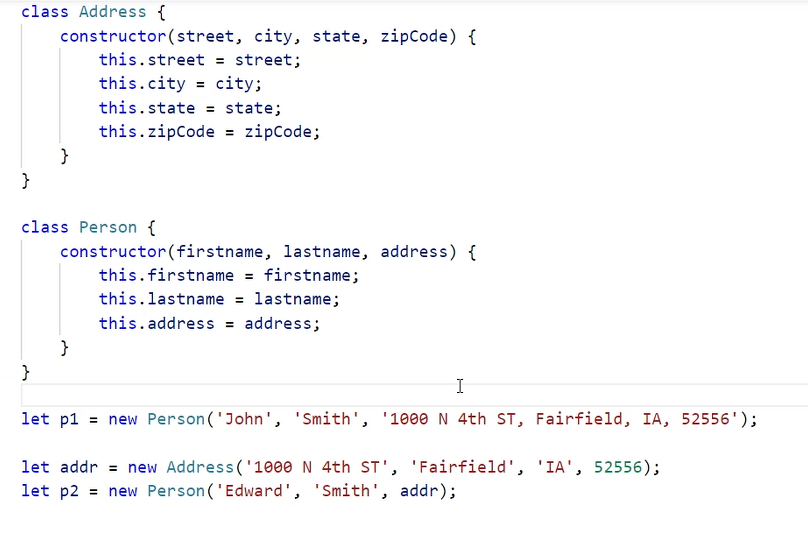 class Address {
    constructor(street, city, state, zipCode) {
        this.street = street;
        this.city = city;
        this.state = state;
        this.zipCode = zipCode;
    }
}

class Person {
    constructor(firstname, lastname, address) {
        this.firstname = firstname;
        this.lastname = lastname;
        this.address = address;
    }
}

let p1 = new Person('John', 'Smith', '1000 N 4th ST, Fairfield, IA, 52556');

let addr = new Address('1000 N 4th ST', 'Fairfield', 'IA', 52556);
let p2 = new Person('Edward', 'Smith', addr);